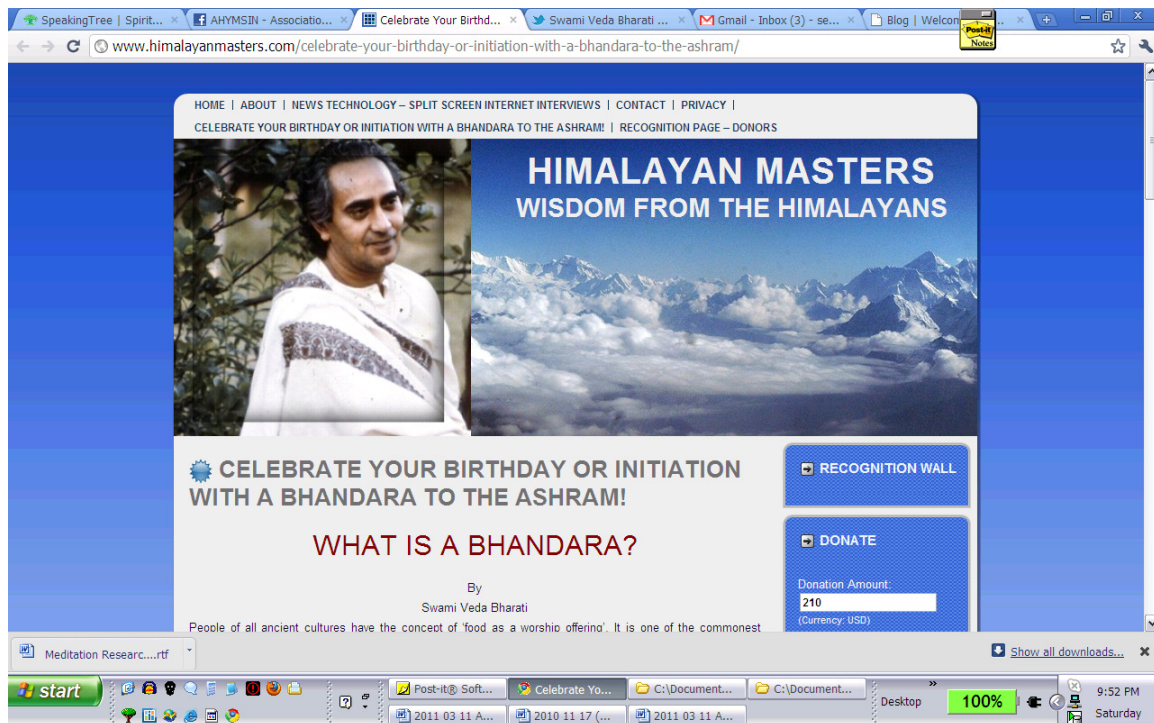 SpeakingTree | Spirit...
AHYMSIN - Associatio...
Celebrate Your Birthd...
Swami Veda Bharati ...
Gmail - Inbox (3) - se...
Blog | Welcom
Post-it
Notes
www.himalayanmasters.com/celebrate-your-birthday-or-initiation-with-a-bhandara-to-the-ashram/
HOME | ABOUT | NEWS TECHNOLOGY – SPLIT SCREEN INTERNET INTERVIEWS | CONTACT | PRIVACY |
CELEBRATE YOUR BIRTHDAY OR INITIATION WITH A BHANDARA TO THE ASHRAM! | RECOGNITION PAGE – DONORS
HIMALAYAN MASTERS
WISDOM FROM THE HIMALAYANS
CELEBRATE YOUR BIRTHDAY OR INITIATION
WITH A BHANDARA TO THE ASHRAM!
WHAT IS A BHANDARA?
By
Swami Veda Bharati
People of all ancient cultures have the concept of 'food as a worship offering'. It is one of the commonest
RECOGNITION WALL
DONATE
Donation Amount:
210
(Currency: USD)
Meditation Researc....rtf
Show all downloads...
start
Post-it® Soft...
Celebrate Yo...
C:\Document...
C:\Document...
2011 03 11 A...
2010 11 17 (...
2011 03 11 A...
Desktop
100%
9:52 PM
Saturday